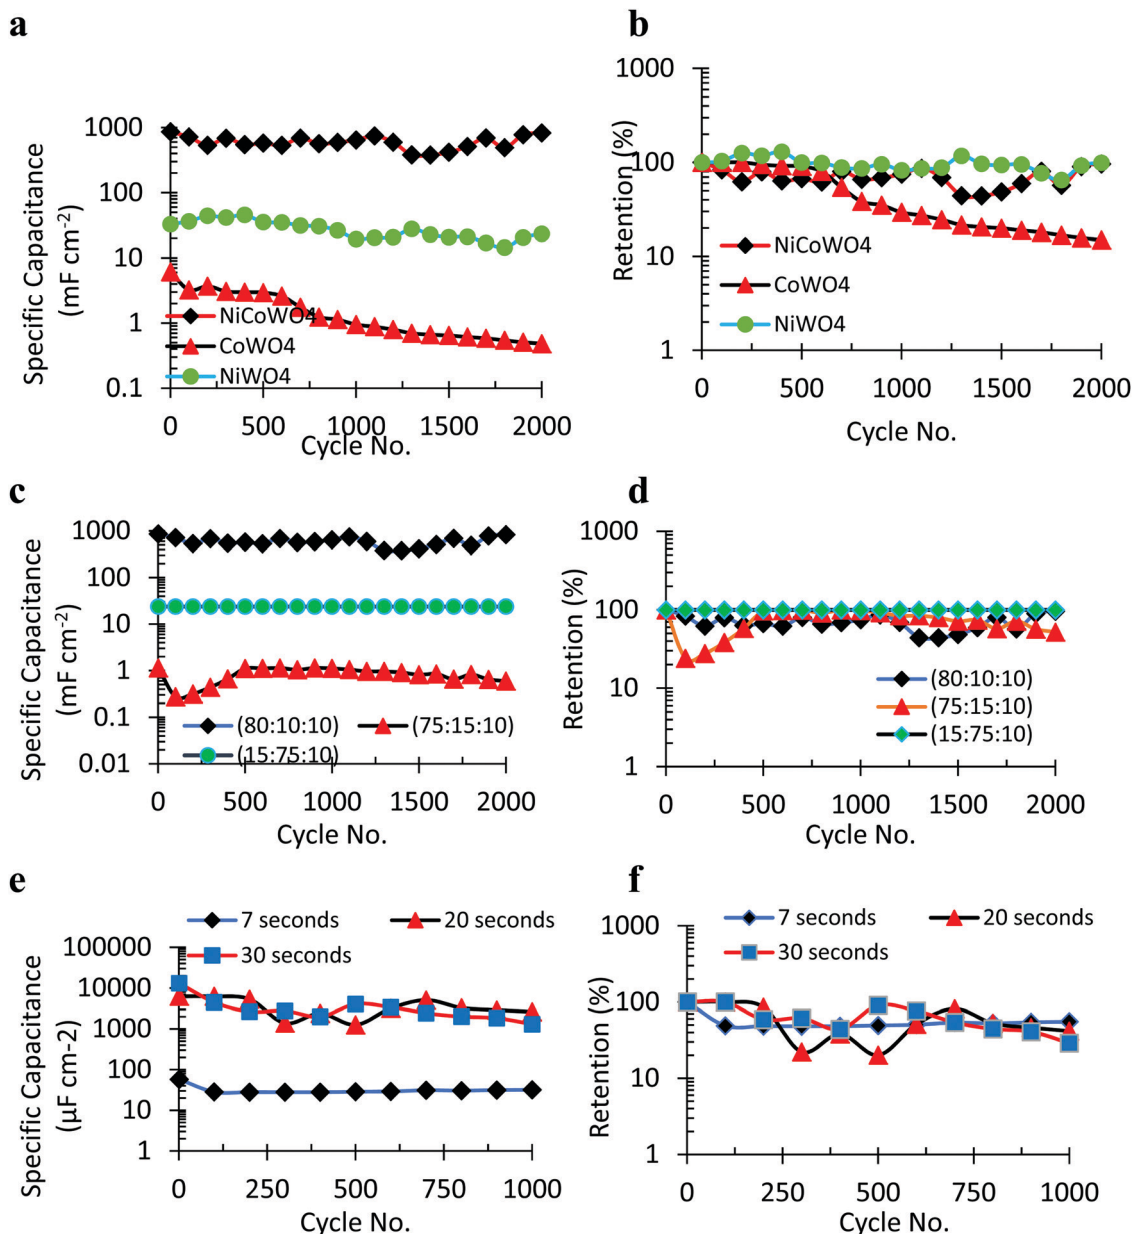 a
Specific Capacitance
(mF cm-2)
1000
100
10
1
0.1
NiCoWO4
CoWO4
NiWO4
0 500 1000 1500 2000
Cycle No.
b
Retention (%)
1000
100
10
1
NiCoWO4
CoWO4
NiWO4
0 500 1000 1500 2000
Cycle No.
c
Specific Capacitance
(mF cm-2)
1000
100
10
1
0.1
0.01
(80:10:10) (75:15:10)
(15:75:10)
0 500 1000 1500 2000
Cycle No.
d
Retention (%)
1000
100
10
1
(80:10:10)
(75:15:10)
(15:75:10)
0 500 1000 1500 2000
Cycle No.
e
7 seconds 20 seconds
30 seconds
Specific Capacitance
(µF cm-2)
100000
10000
1000
100
10
1
0 250 500 750 1000
Cycle No.
f
7 seconds 20 seconds
30 seconds
Retention (%)
1000
100
10
1
0 250 500 750 1000
Cycle No.